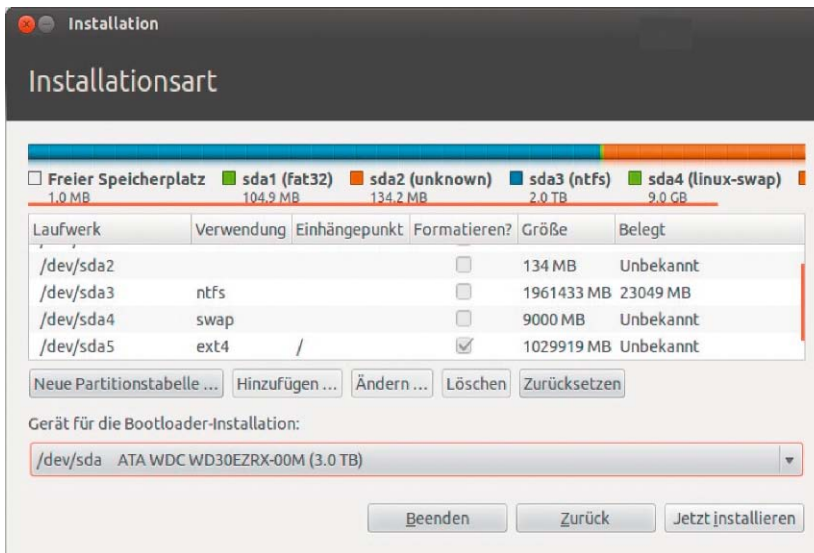 Installation
Installationsart
Freier Speicherplatz sda1 (fat32) sda2 (unknown) sda3 (ntfs) sda4 (linux-swap)
1.0 MB 104.9 MB 134.2 MB 2.0 TB 9.0 GB
Laufwerk Verwendung Einhängepunkt Formatieren? Größe Belegt
/dev/sda2 134 MB Unbekannt
/dev/sda3 ntfs 1961433 MB 23049 MB
/dev/sda4 swap 9000 MB Unbekannt
/dev/sda5 ext4 / 1029919 MB Unbekannt
Neue Partitionstabelle ... Hinzufügen ... Ändern ... Löschen Zurücksetzen
Gerät für die Bootloader-Installation:
/dev/sda ATA WDC WD30EZRX-00M (3.0 TB)
Beenden Zurück Jetzt installieren